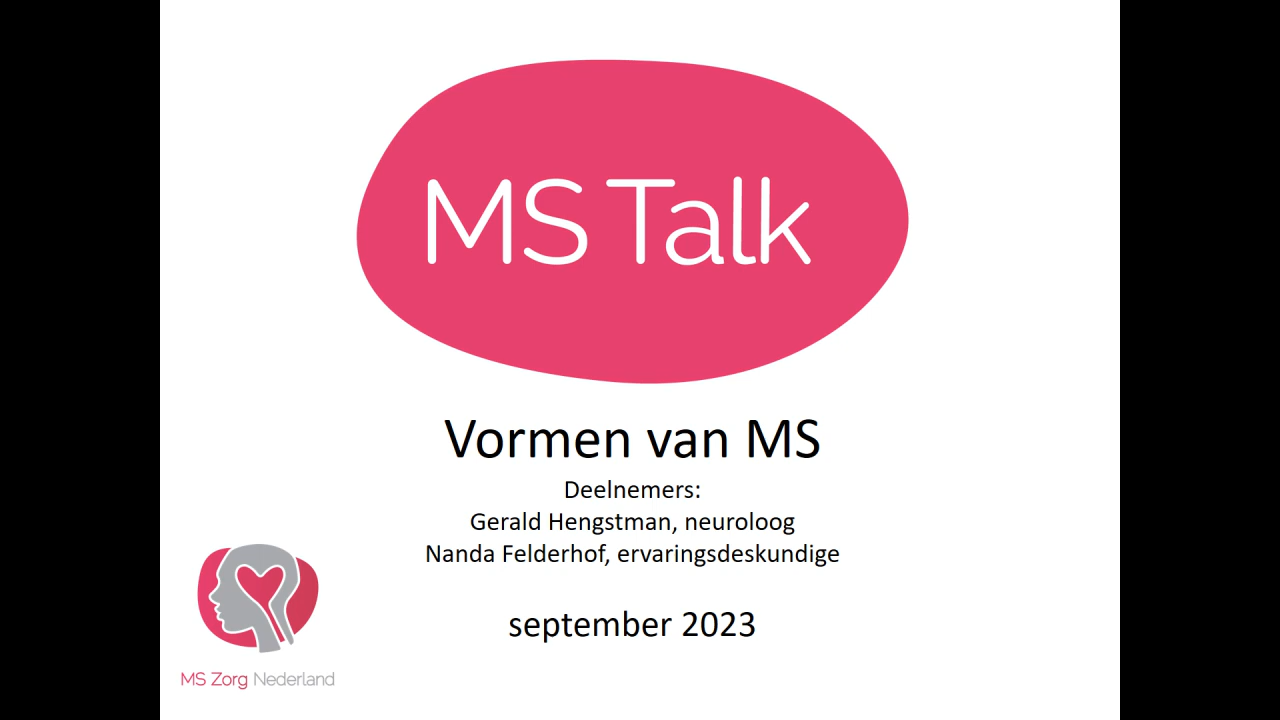 MS Talk
Vormen van MS
Deelnemers:
Gerald Hengstman, neuroloog
Nanda Felderhof, ervaringsdeskundige
september 2023
MS Zorg Nederland